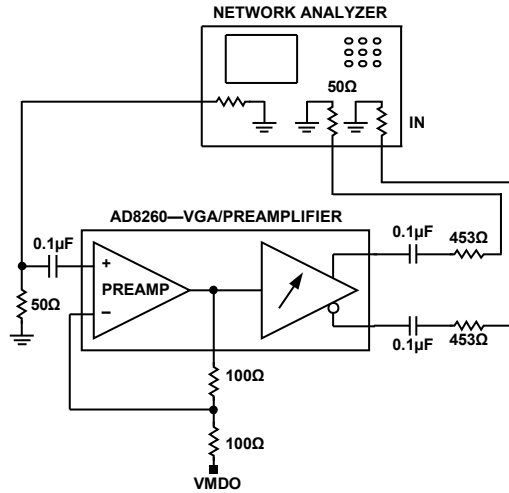 NETWORK ANALYZER
50Ω
IN
AD8260—VGA/PREAMPLIFIER
0.1µF
0.1µF
453Ω
+
PREAMP
50Ω
–
0.1µF
453Ω
100Ω
100Ω
VMDO